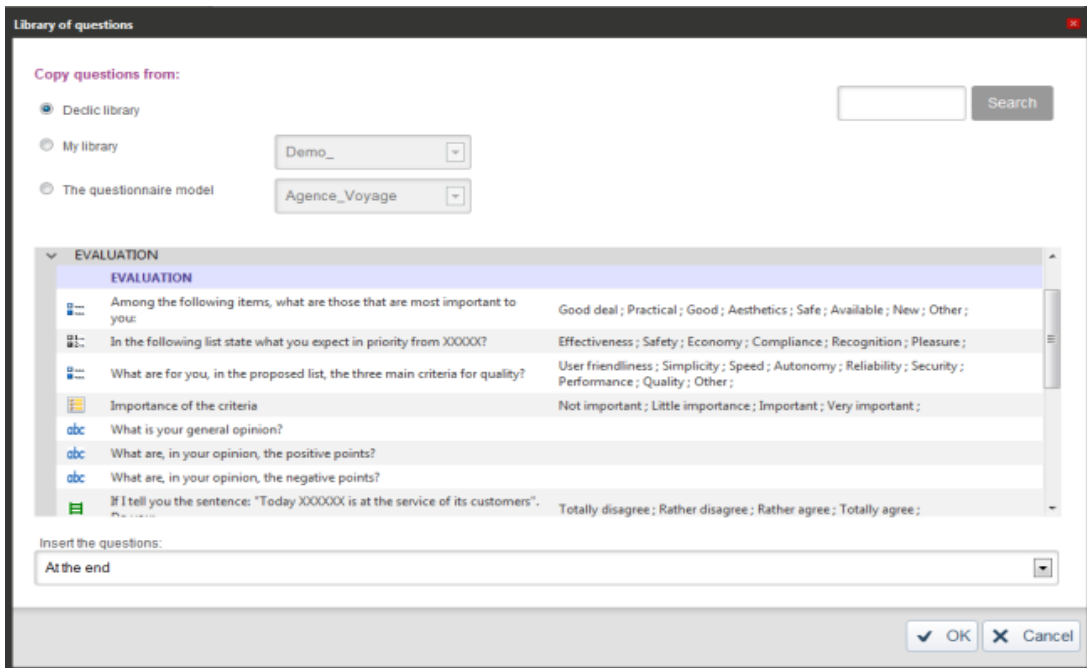 Library of questions
Copy questions from:
Declic library
Search
My library
Demo_
The questionnaire model
Agence_Voyage
EVALUATION
EVALUATION
Among the following items, what are those that are most important to
you:
Good deal ; Practical ; Good ; Aesthetics ; Safe ; Available ; New ; Other ;
In the following list state what you expect in priority from XXXXX?
Effectiveness ; Safety ; Economy ; Compliance ; Recognition ; Pleasure ;
What are for you, in the proposed list, the three main criteria for quality?
User friendliness ; Simplicity ; Speed ; Autonomy ; Reliability ; Security ;
Performance ; Quality ; Other ;
Importance of the criteria
Not important ; Little importance ; Important ; Very important ;
abc What is your general opinion?
abc What are, in your opinion, the positive points?
abc What are, in your opinion, the negative points?
If I tell you the sentence: "Today XXXXXX is at the service of its customers".
Totally disagree ; Rather disagree ; Rather agree ; Totally agree ;
Insert the questions:
At the end
OK
Cancel